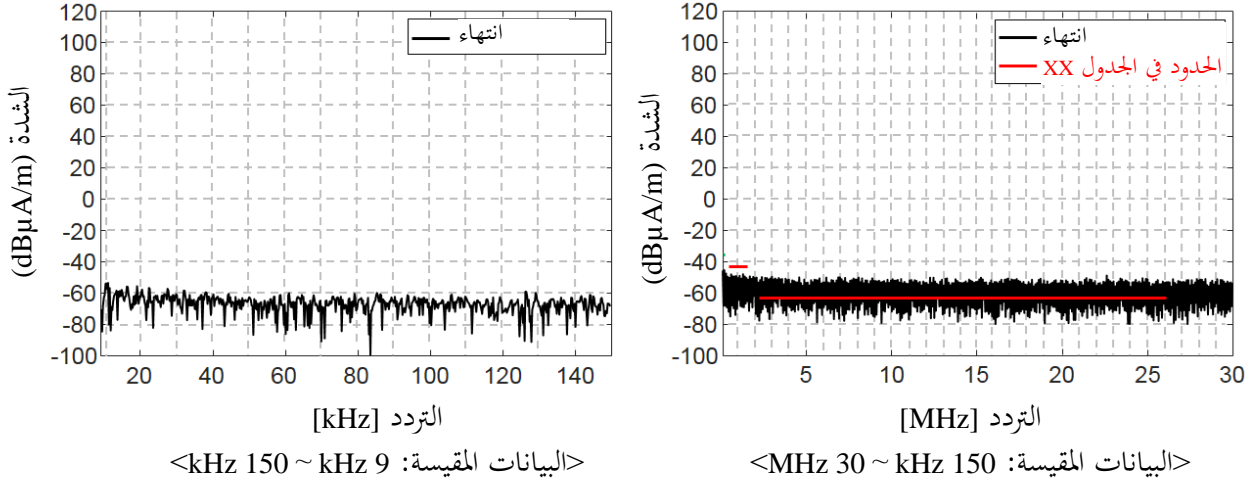 120
100
80
60
40
20
0
-20
-40
-60
-80
-100
20 40 60 80 100 120 140
الشدة (dBµA/m)
انتهاء
التردد [kHz]
<البيانات المقيسة: 9 kHz ~ 150 kHz>
120
100
80
60
40
20
0
-20
-40
-60
-80
-100
5 10 15 20 25 30
الشدة (dBµA/m)
انتهاء
الحدود في الجدول XX
التردد [MHz]
<البيانات المقيسة: 150 kHz ~ 30 MHz>